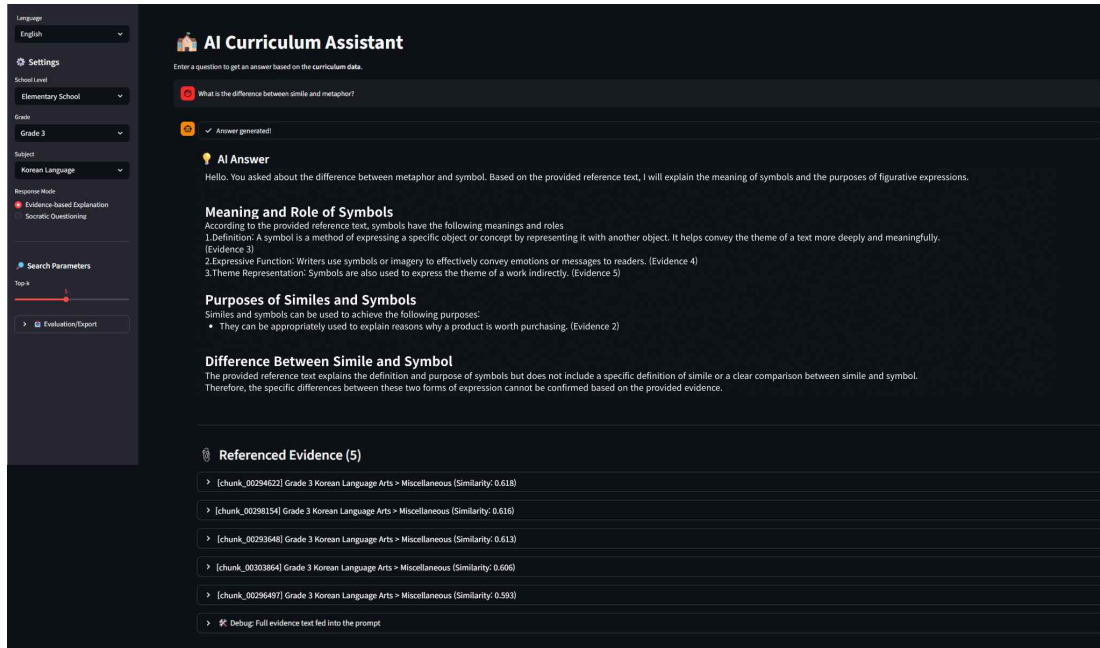 Language
English
Settings
School Level
Elementary School
Grade
Grade 3
Subject
Korean Language
Response Mode
Evidence-based Explanation
Socratic Questioning
Search Parameters
Top-k
5
Evaluation/Export
AI Curriculum Assistant
Enter a question to get an answer based on the curriculum data.
What is the difference between simile and metaphor?
Answer generated!
AI Answer
Hello. You asked about the difference between metaphor and symbol. Based on the provided reference text, I will explain the meaning of symbols and the purposes of figurative expressions.
Meaning and Role of Symbols
According to the provided reference text, symbols have the following meanings and roles
1.Definition: A symbol is a method of expressing a specific object or concept by representing it with another object. It helps convey the theme of a text more deeply and meaningfully.
(Evidence 3)
2.Expressive Function: Writers use symbols or imagery to effectively convey emotions or messages to readers. (Evidence 4)
3.Theme Representation: Symbols are also used to express the theme of a work indirectly. (Evidence 5)
Purposes of Similes and Symbols
Similes and symbols can be used to achieve the following purposes:
• They can be appropriately used to explain reasons why a product is worth purchasing. (Evidence 2)
Difference Between Simile and Symbol
The provided reference text explains the definition and purpose of symbols but does not include a specific definition of simile or a clear comparison between simile and symbol.
Therefore, the specific differences between these two forms of expression cannot be confirmed based on the provided evidence.
Referenced Evidence (5)
[chunk_00294622] Grade 3 Korean Language Arts > Miscellaneous (Similarity: 0.618)
[chunk_00298154] Grade 3 Korean Language Arts > Miscellaneous (Similarity: 0.616)
[chunk_00293648] Grade 3 Korean Language Arts > Miscellaneous (Similarity: 0.613)
[chunk_00303864] Grade 3 Korean Language Arts > Miscellaneous (Similarity: 0.606)
[chunk_00296497] Grade 3 Korean Language Arts > Miscellaneous (Similarity: 0.593)
Debug: Full evidence text fed into the prompt